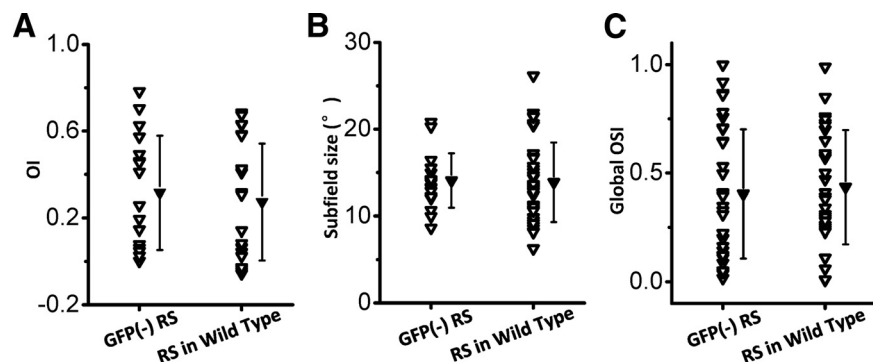 A
OI
1.0
0.6
0.2
-0.2
GFP(-) RS
RS in Wild Type
B
Subfield size (°)
30
20
10
0
GFP(-) RS
RS in Wild Type
C
Global OSI
1.0
0.5
0.0
GFP(-) RS
RS in Wild Type